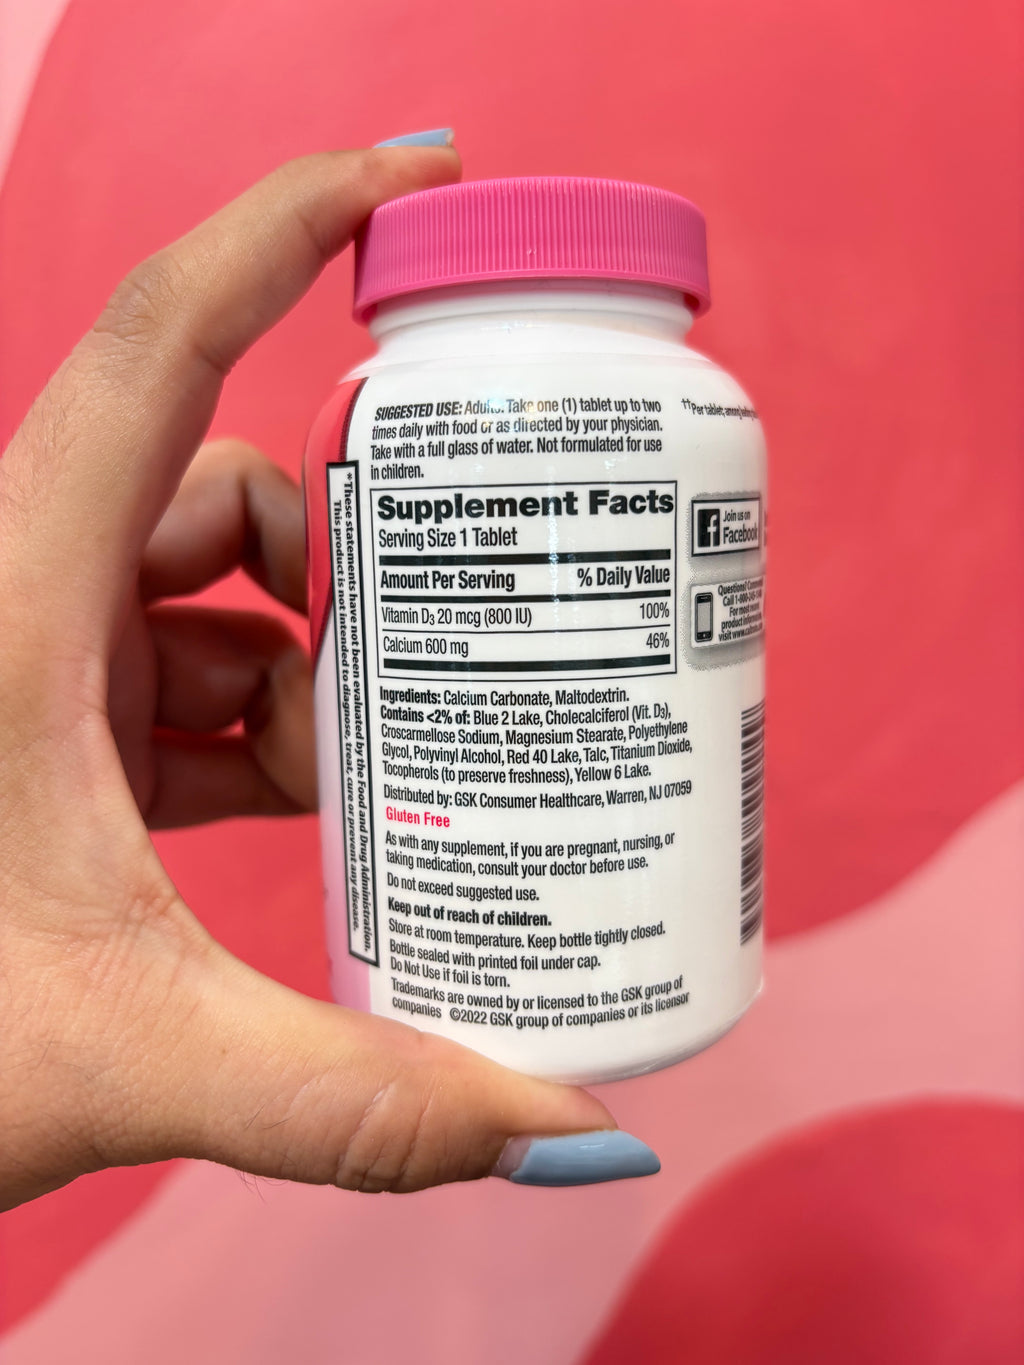 SUGGESTED USE: Adults: Take one (1) tablet up to two
times daily with food or as directed by your physician.
Take with a full glass of water. Not formulated for use
in children.
Supplement Facts
Serving Size 1 Tablet
Amount Per Serving % Daily Value
Vitamin D3 20 mcg (800 IU) 100%
Calcium 600 mg 46%
Ingredients: Calcium Carbonate, Maltodextrin.
Contains <2% of: Blue 2 Lake, Cholecalciferol (Vit. D3),
Croscarmellose Sodium, Magnesium Stearate, Polyethylene
Glycol, Polyvinyl Alcohol, Red 40 Lake, Talc, Titanium Dioxide,
Tocopherols (to preserve freshness), Yellow 6 Lake.
Distributed by: GSK Consumer Healthcare, Warren, NJ 07059
Gluten Free
As with any supplement, if you are pregnant, nursing, or
taking medication, consult your doctor before use.
Do not exceed suggested use.
Keep out of reach of children.
Store at room temperature. Keep bottle tightly closed.
Bottle sealed with printed foil under cap.
Do Not Use if foil is torn.
Trademarks are owned by or licensed to the GSK group of
companies ©2022 GSK group of companies or its licensor
*These statements have not been evaluated by the Food and Drug Administration.
This product is not intended to diagnose, treat, cure or prevent any disease.
††Per tablet, among
f Join us on
Facebook
Questions?
Call
For most recent
product
visit